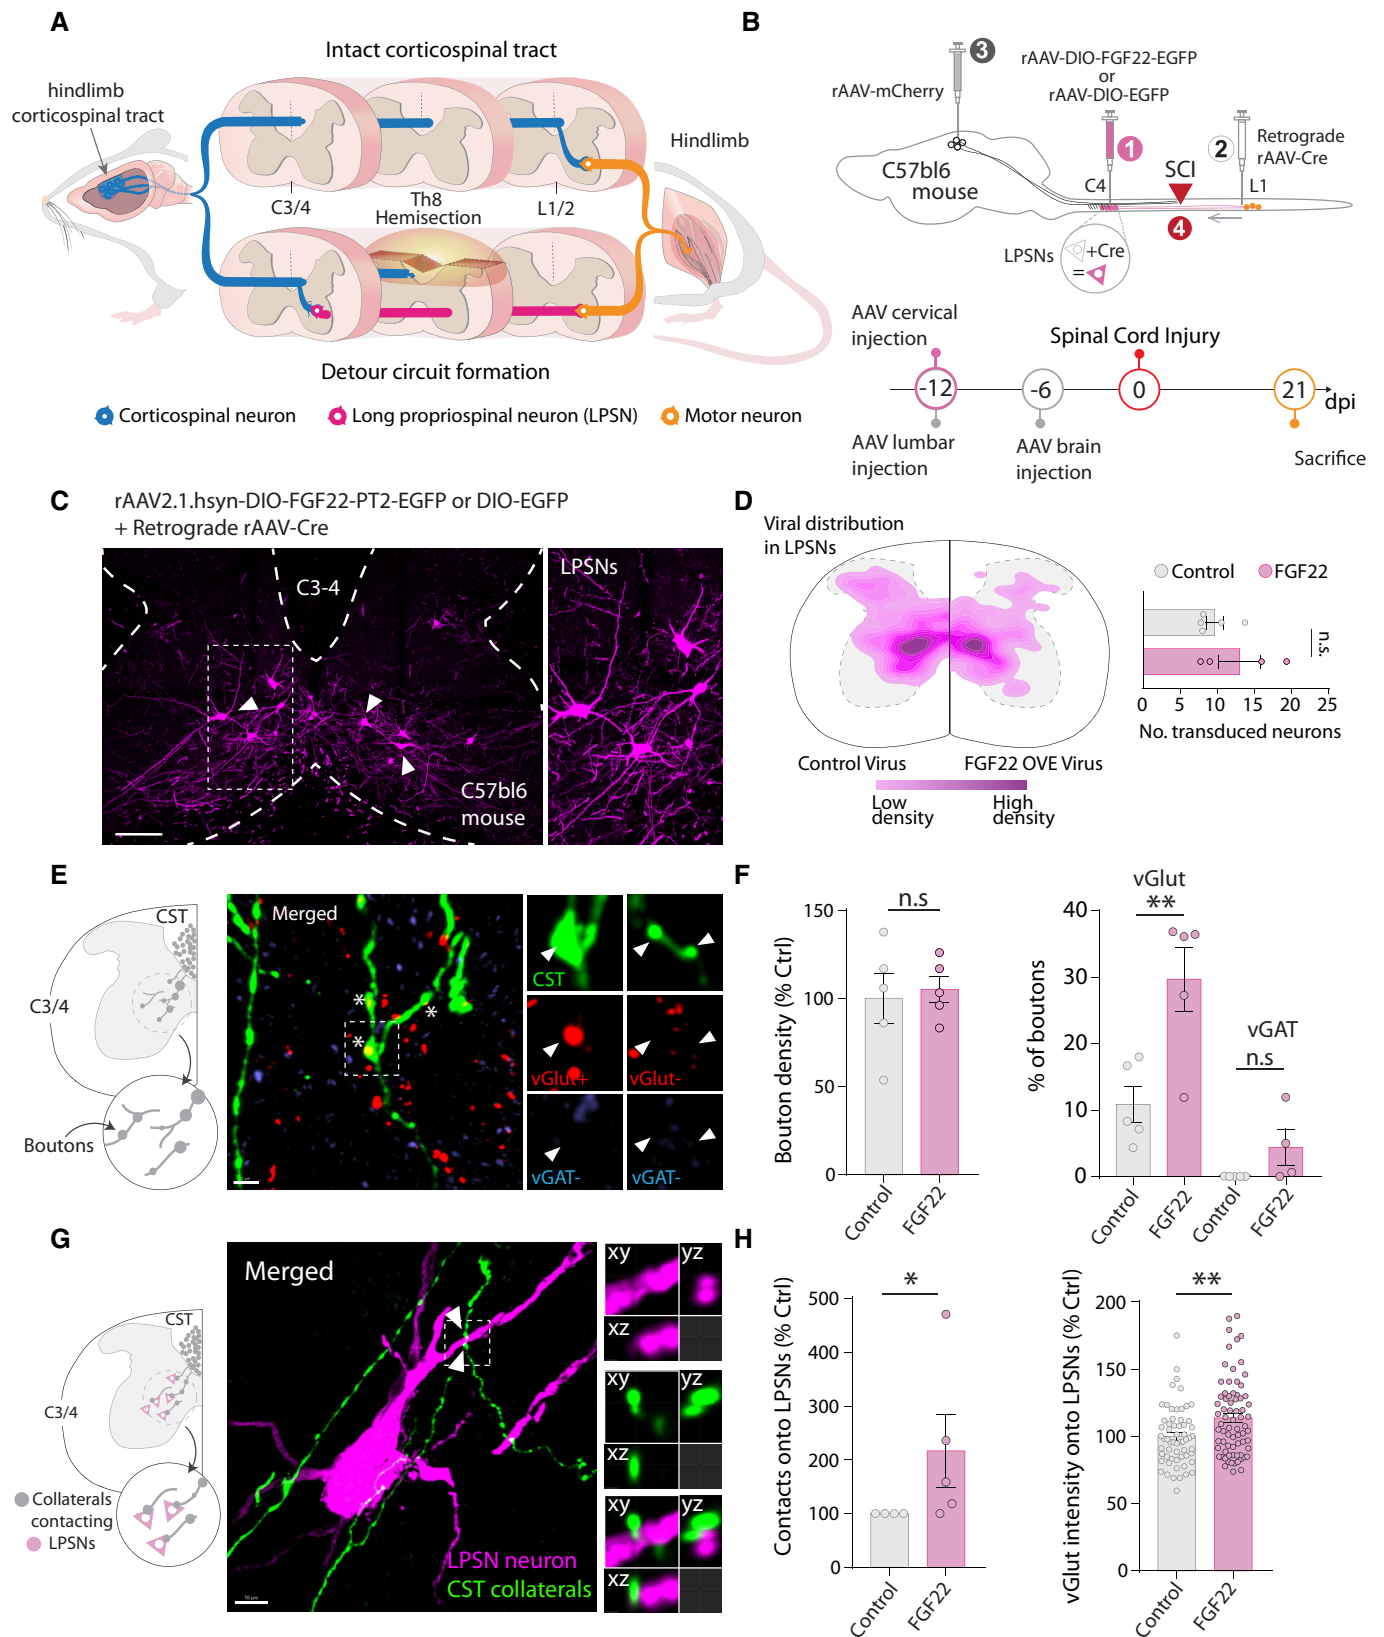 A
Intact corticospinal tract
hindlimb
corticospinal tract
Hindlimb
C3/4
Th8
Hemisection
L1/2
Detour circuit formation
Corticospinal neuron
Long propriospinal neuron (LPSN)
Motor neuron
B
3
rAAV-mCherry
rAAV-DIO-FGF22-EGFP
or
rAAV-DIO-EGFP
1
2
Retrograde
rAAV-Cre
C57bl6
mouse
C4
SCI
L1
4
LPSNs
+Cre
=
AAV cervical
injection
Spinal Cord Injury
-12
-6
0
21
dpi
AAV lumbar
injection
AAV brain
injection
Sacrifice
C
rAAV2.1.hsyn-DIO-FGF22-PT2-EGFP or DIO-EGFP
+ Retrograde rAAV-Cre
C3-4
LPSNs
C57bl6
mouse
D
Viral distribution
in LPSNs
Control Virus
FGF22 OVE Virus
Low
density
High
density
Control
FGF22
n.s.
0 5 10 15 20 25
No. transduced neurons
E
CST
C3/4
Boutons
Merged
CST
vGlut+
vGlut-
vGAT-
vGAT-
* * *
F
Bouton density (% Ctrl)
150
100
50
0
n.s
Control
FGF22
% of boutons
40
30
20
10
0
vGlut
**
vGAT
n.s
Control
FGF22
Control
FGF22
G
CST
C3/4
Collaterals
contacting
LPSNs
Merged
LPSN neuron
CST collaterals
10 µm
xy
yz
xz
xy
yz
xz
xy
yz
xz
H
Contacts onto LPSNs (% Ctrl)
500
400
300
200
100
0
*
Control
FGF22
vGlut intensity onto LPSNs (% Ctrl)
200
150
100
50
0
**
Control
FGF22